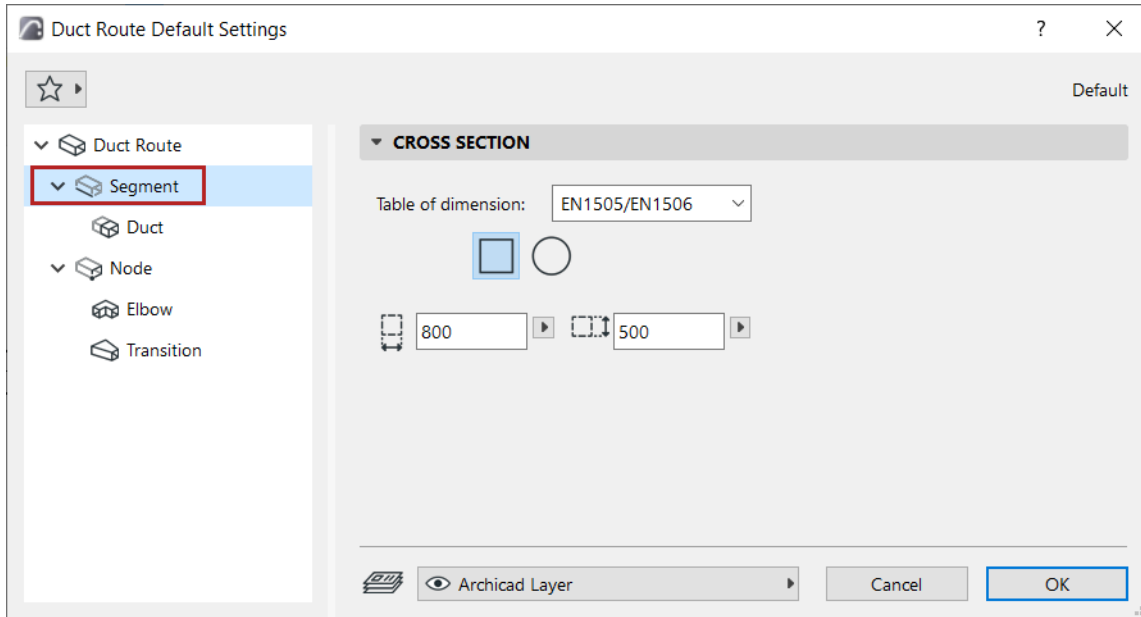 Duct Route Default Settings
?
Default
Duct Route
Segment
Duct
Node
Elbow
Transition
CROSS SECTION
Table of dimension: EN1505/EN1506
800 500
Archicad Layer Cancel OK